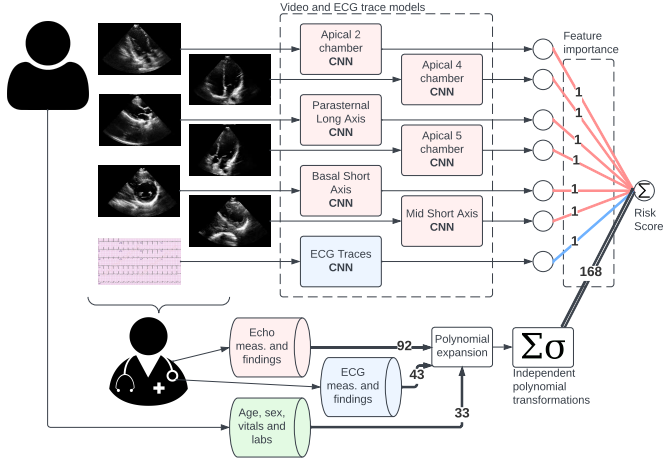 Video and ECG trace models
Apical 2
chamber
CNN
Feature
importance
Apical 4
chamber
CNN
1
Parasternal
Long Axis
CNN
1
Apical 5
chamber
CNN
1
1
Basal Short
Axis
CNN
1
Σ
Mid Short Axis
CNN
1
Risk
Score
ECG Traces
CNN
1
168
Echo
meas. and
findings
92
Polynomial
expansion
Σσ
ECG
meas. and
findings
43
Independent
polynomial
transformations
Age, sex,
vitals and
labs
33